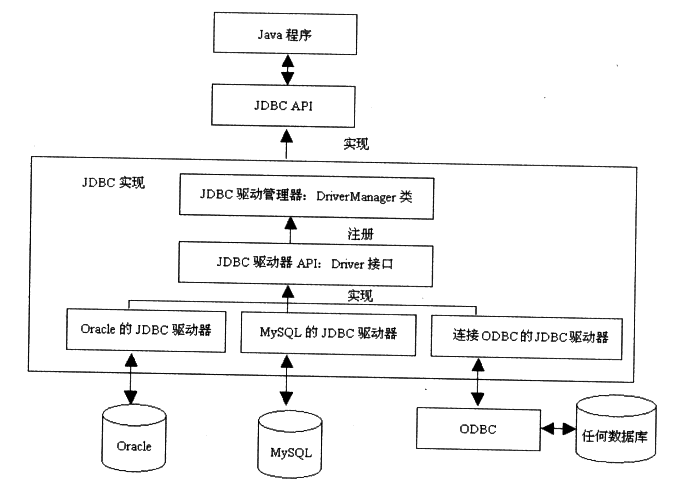 Java 程序
JDBC API
实现
JDBC 实现
JDBC 驱动管理器：DriverManager 类
注册
JDBC 驱动器 API：Driver 接口
实现
Oracle 的 JDBC 驱动器
MySQL 的 JDBC 驱动器
连接 ODBC 的 JDBC 驱动器
Oracle
MySQL
ODBC
任何数据库